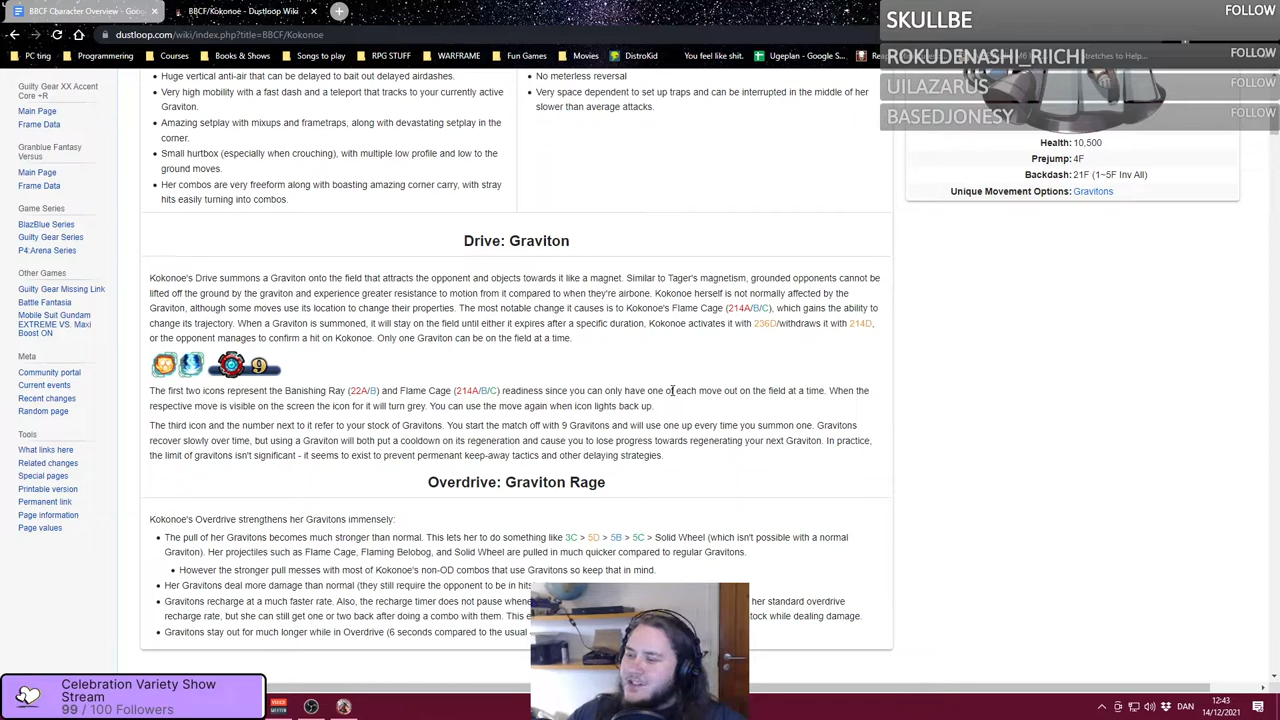 BBCF Character Overview - Goog
BBCF/Kokonoe - Dustloop Wiki
dustloop.com/wiki/index.php?title=BBCF/Kokonoe
PC ting Programmering Courses Books & Shows Songs to play RPG STUFF WARFRAME Fun Games Movies DistroKid You feel like shit. Ugeplan - Google S...
SKULLBE FOLLOW
ROKUDENASHI_RIICHI FOLLOW
UILAZARUS FOLLOW
BASEDJONESY FOLLOW
Guilty Gear XX Accent
Core +R
Main Page
Frame Data
Granblue Fantasy
Versus
Main Page
Frame Data
Game Series
BlazBlue Series
Guilty Gear Series
P4:Arena Series
Other Games
Guilty Gear Missing Link
Battle Fantasia
Mobile Suit Gundam
EXTREME VS. Maxi
Boost ON
Meta
Community portal
Current events
Recent changes
Random page
Tools
What links here
Related changes
Special pages
Printable version
Permanent link
Page information
Page values
Huge vertical anti-air that can be delayed to bait out delayed airdashes.
Very high mobility with a fast dash and a teleport that tracks to your currently active
Graviton.
Amazing setplay with mixups and frametraps, along with devastating setplay in the
corner.
Small hurtbox (especially when crouching), with multiple low profile and low to the
ground moves.
Her combos are very freeform along with boasting amazing corner carry, with stray
hits easily turning into combos.
No meterless reversal
Very space dependent to set up traps and can be interrupted in the middle of her
slower than average attacks.
Health: 10,500
Prejump: 4F
Backdash: 21F (1~5F Inv All)
Unique Movement Options: Gravitons
Drive: Graviton
Kokonoe's Drive summons a Graviton onto the field that attracts the opponent and objects towards it like a magnet. Similar to Tager's magnetism, grounded opponents cannot be
lifted off the ground by the graviton and experience greater resistance to motion from it compared to when they're airbone. Kokonoe herself is not normally affected by the
Graviton, although some moves use its location to change their properties. The most notable change it causes is to Kokonoe's Flame Cage (214A/B/C), which gains the ability to
change its trajectory. When a Graviton is summoned, it will stay on the field until either it expires after a specific duration, Kokonoe activates it with 236D/withdraws it with 214D,
or the opponent manages to confirm a hit on Kokonoe. Only one Graviton can be on the field at a time.
9
The first two icons represent the Banishing Ray (22A/B) and Flame Cage (214A/B/C) readiness since you can only have one of each move out on the field at a time. When the
respective move is visible on the screen the icon for it will turn grey. You can use the move again when icon lights back up.
The third icon and the number next to it refer to your stock of Gravitons. You start the match off with 9 Gravitons and will use one up every time you summon one. Gravitons
recover slowly over time, but using a Graviton will both put a cooldown on its regeneration and cause you to lose progress towards regenerating your next Graviton. In practice,
the limit of gravitons isn't significant - it seems to exist to prevent permenant keep-away tactics and other delaying strategies.
Overdrive: Graviton Rage
Kokonoe's Overdrive strengthens her Gravitons immensely:
The pull of her Gravitons becomes much stronger than normal. This lets her to do something like 3C > 5D > 5B > 5C > Solid Wheel (which isn't possible with a normal
Graviton). Her projectiles such as Flame Cage, Flaming Belobog, and Solid Wheel are pulled in much quicker compared to regular Gravitons.
However the stronger pull messes with most of Kokonoe's non-OD combos that use Gravitons so keep that in mind.
Her Gravitons deal more damage than normal (they still require the opponent to be in hits
Gravitons recharge at a much faster rate. Also, the recharge timer does not pause whene her standard overdrive
recharge rate, but she can still get one or two back after doing a combo with them. This e tock while dealing damage.
Gravitons stay out for much longer while in Overdrive (6 seconds compared to the usual
Celebration Variety Show
Stream
99 / 100 Followers
DAN
12:43
14/12/2021